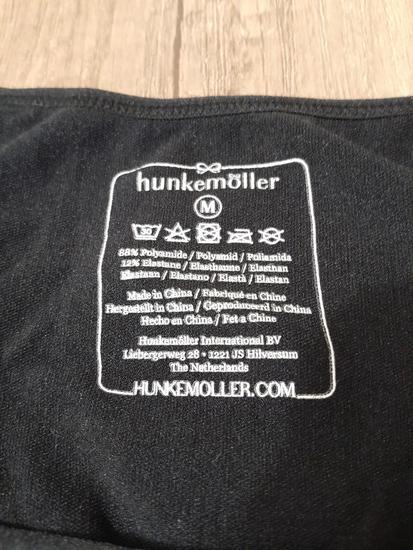 hunkemöller
M
30
88% Polyamide / Polyamid / Poliamida
12% Elastane / Elasthanne / Elasthan
Elastaan / Elastano / Elastà / Elastan
Made in China / Fabriqué en Chine
Hergestellt in China / Geproduceerd in China
Hecho en China / Fet a Chine
Hunkemöller International BV
Liebergerweg 28 • 1221 JS Hilversum
The Netherlands
HUNKEMOLLER.COM